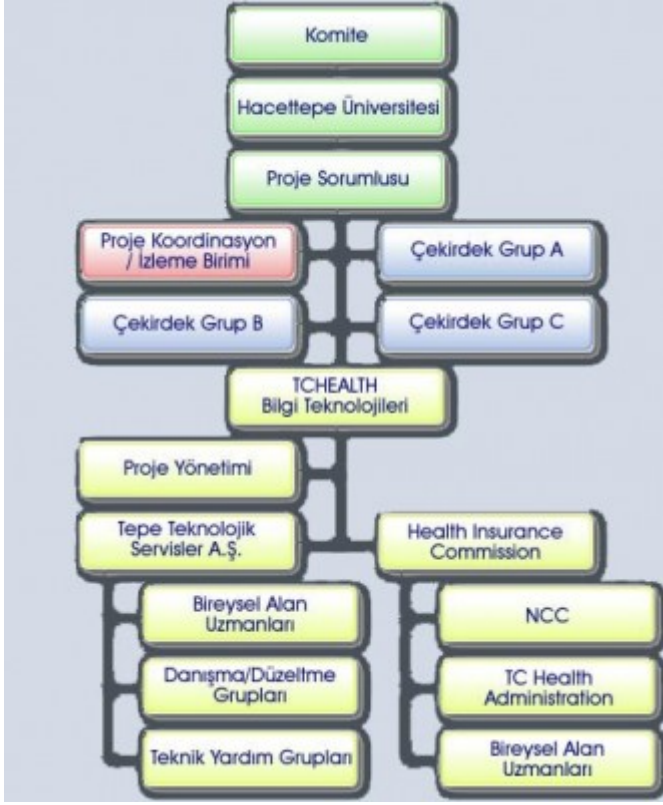 Komite
Hacettepe Üniversitesi
Proje Sorumlusu
Proje Koordinasyon
/ İzleme Birimi
Çekirdek Grup A
Çekirdek Grup B
Çekirdek Grup C
TCHEALTH
Bilgi Teknolojileri
Proje Yönetimi
Tepe Teknolojik
Servisler A.Ş.
Health Insurance
Commission
Bireysel Alan
Uzmanları
NCC
Danışma/Düzeltme
Grupları
TC Health
Administration
Teknik Yardım Grupları
Bireysel Alan
Uzmanları